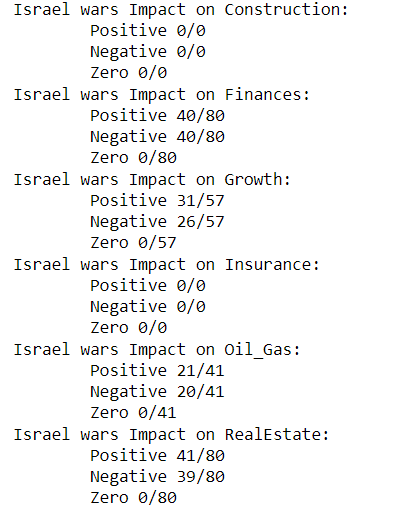 Israel wars Impact on Construction:
Positive 0/0
Negative 0/0
Zero 0/0
Israel wars Impact on Finances:
Positive 40/80
Negative 40/80
Zero 0/80
Israel wars Impact on Growth:
Positive 31/57
Negative 26/57
Zero 0/57
Israel wars Impact on Insurance:
Positive 0/0
Negative 0/0
Zero 0/0
Israel wars Impact on Oil_Gas:
Positive 21/41
Negative 20/41
Zero 0/41
Israel wars Impact on RealEstate:
Positive 41/80
Negative 39/80
Zero 0/80